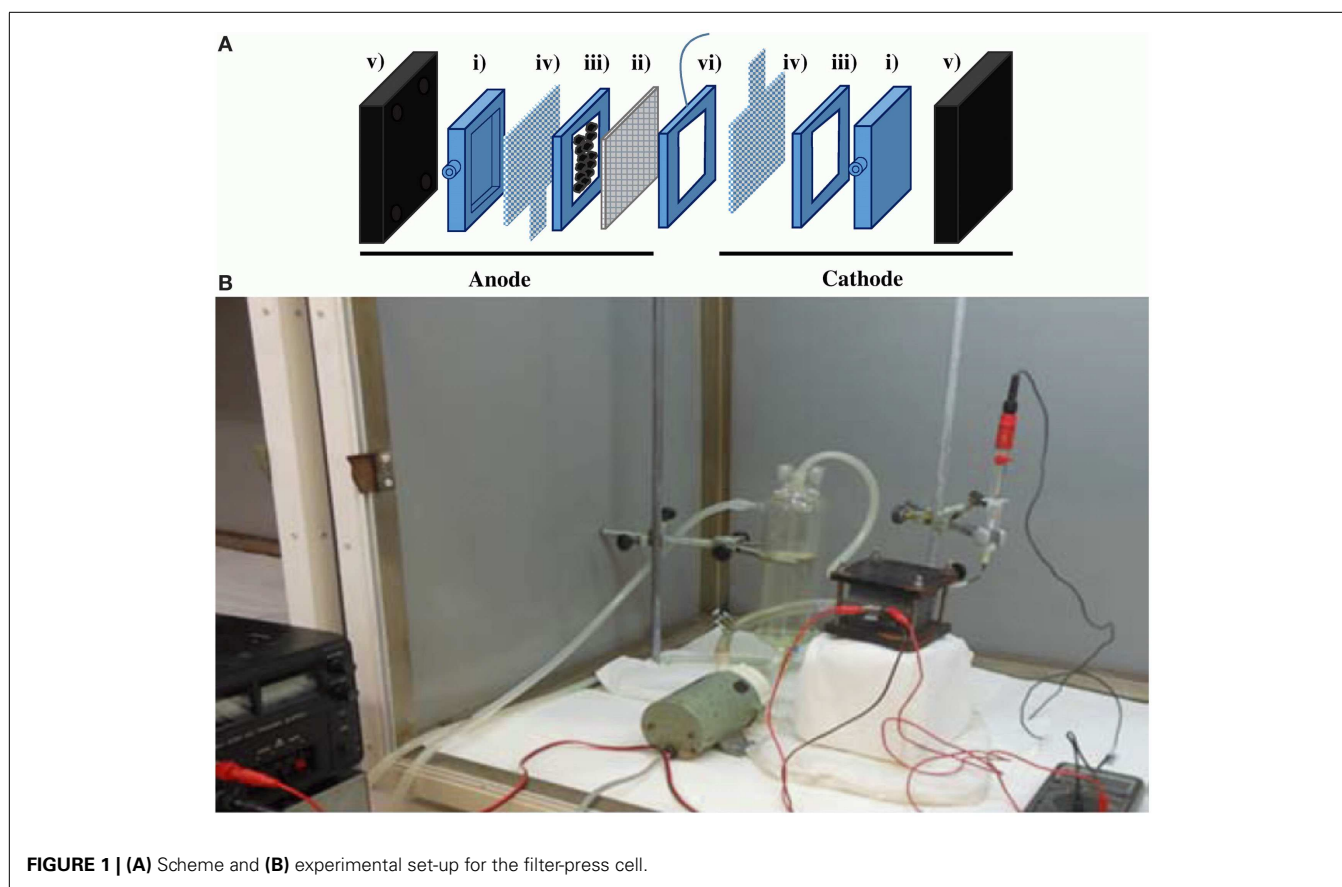 A
v) i) iv) iii) ii) vi) iv) iii) i) v)
Anode Cathode
B
FIGURE 1 | (A) Scheme and (B) experimental set-up for the filter-press cell.